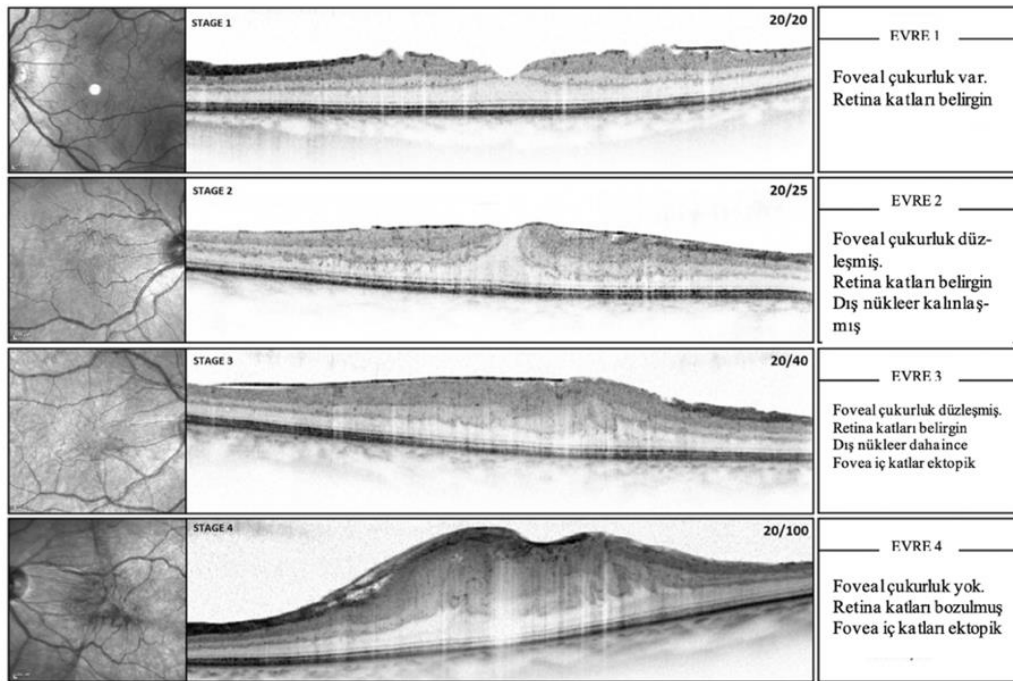 STAGE 1
20/20
EVRE 1
Foveal çukurluk var.
Retina katları belirgin
STAGE 2
20/25
EVRE 2
Foveal çukurluk düz-
leşmiş.
Retina katları belirgin
Dış nükleer kalınlaş-
mış
STAGE 3
20/40
EVRE 3
Foveal çukurluk düzleşmiş.
Retina katları belirgin
Dış nükleer dahaince
Fovea iç katlar ektopik
STAGE 4
20/100
EVRE 4
Foveal çukurluk yok.
Retina katları bozulmuş
Fovea iç katları ektopik